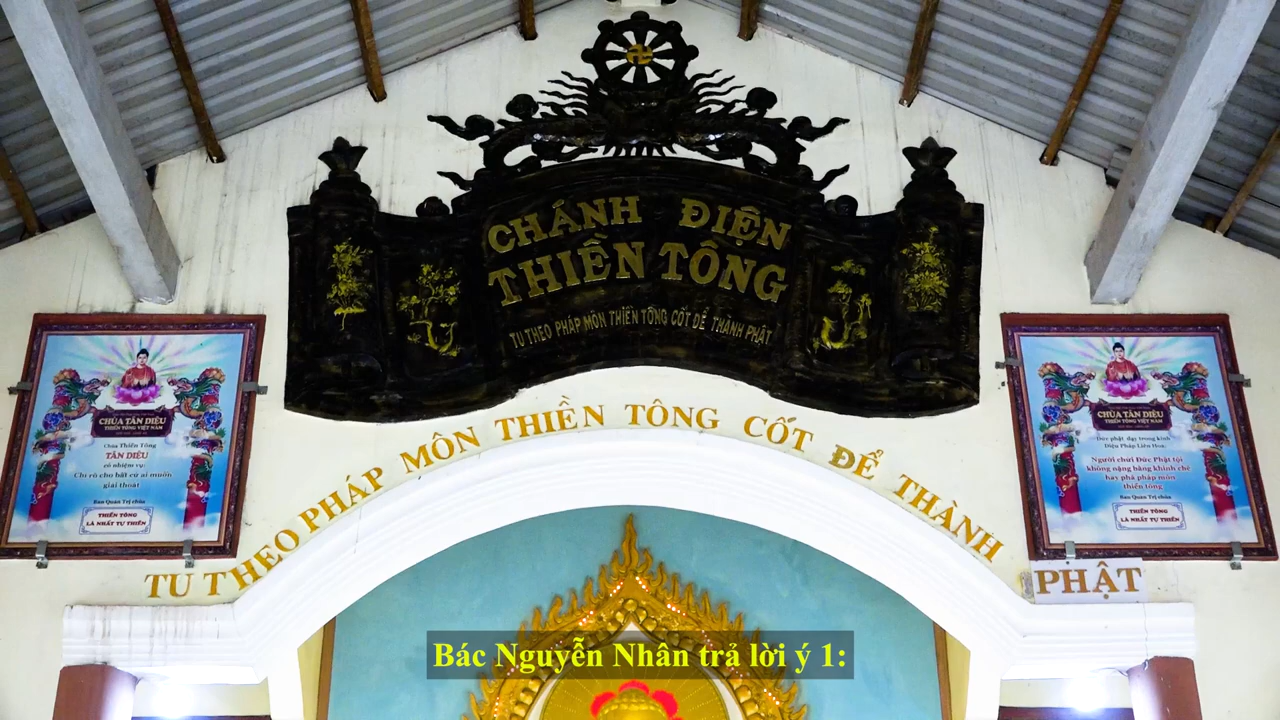 CHÁNH ĐIỆN
THIỀN TÔNG
TU THEO PHÁP MÔN THIỀN TÔNG CỐT ĐỂ THÀNH PHẬT
TU THEO PHÁP MÔN THIỀN TÔNG CỐT ĐỂ THÀNH PHẬT
CHÙA TÂN DIỆU
THIỀN TÔNG VIỆT NAM
Chùa Thiền Tông
TÂN DIỆU
có nhiệm vụ:
Chỉ rõ cho bất cứ ai muốn
giải thoát
Ban Quản Trị chùa
THIỀN TÔNG
LÀ NHẤT TỰ THIỀN
CHÙA TÂN DIỆU
THIỀN TÔNG VIỆT NAM
Đức phật dạy trong kinh
Diệu Pháp Liên Hoa:
Người chửi Đức Phật tội
không nặng bằng khinh chê
hay phá pháp môn
thiền tông
Ban Quản Trị chùa
THIỀN TÔNG
LÀ NHẤT TỰ THIỀN
Bác Nguyễn Nhân trả lời ý 1: